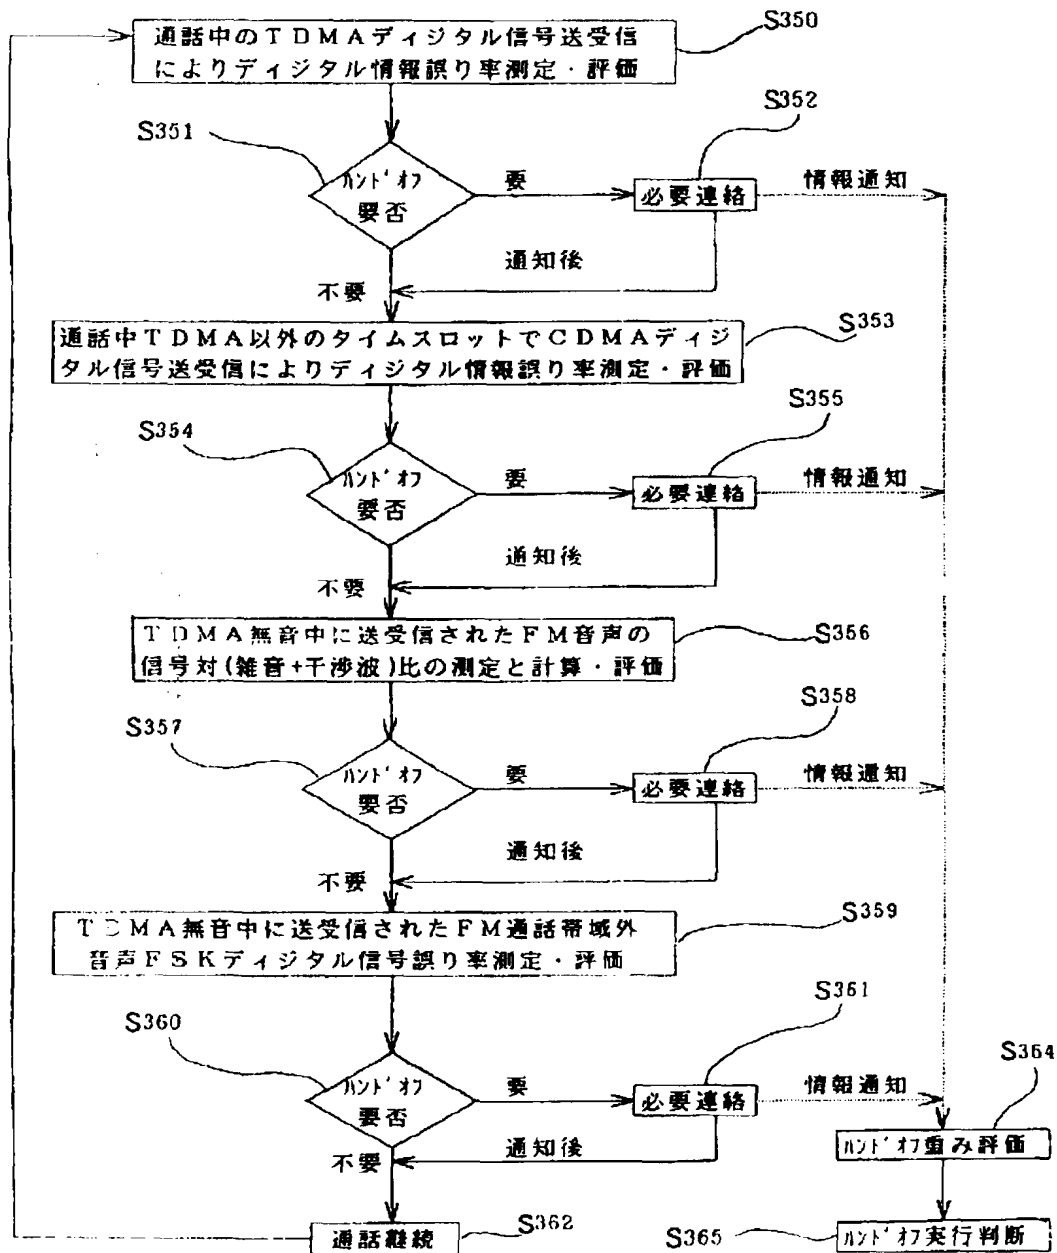 S350
通話中のTDMAディジタル信号送受信
によりディジタル情報誤り率測定・評価
S351
S352
ハンドオフ
要否
要
必要連絡
情報通知
通知後
不要
S353
通話中TDMA以外のタイムスロットでCDMAディジ
タル信号送受信によりディジタル情報誤り率測定・評価
S354
S355
ハンドオフ
要否
要
必要連絡
情報通知
通知後
不要
S356
TDMA無音中に送受信されたFM音声の
信号対(雑音+干渉波)比の測定と計算・評価
S357
S358
ハンドオフ
要否
要
必要連絡
情報通知
通知後
不要
S359
TDMA無音中に送受信されたFM通話帯域外
音声FSKディジタル信号誤り率測定・評価
S360
S361
ハンドオフ
要否
要
必要連絡
情報通知
通知後
不要
S364
ハンドオフ重み評価
S362
通話継続
S365
ハンドオフ実行判断